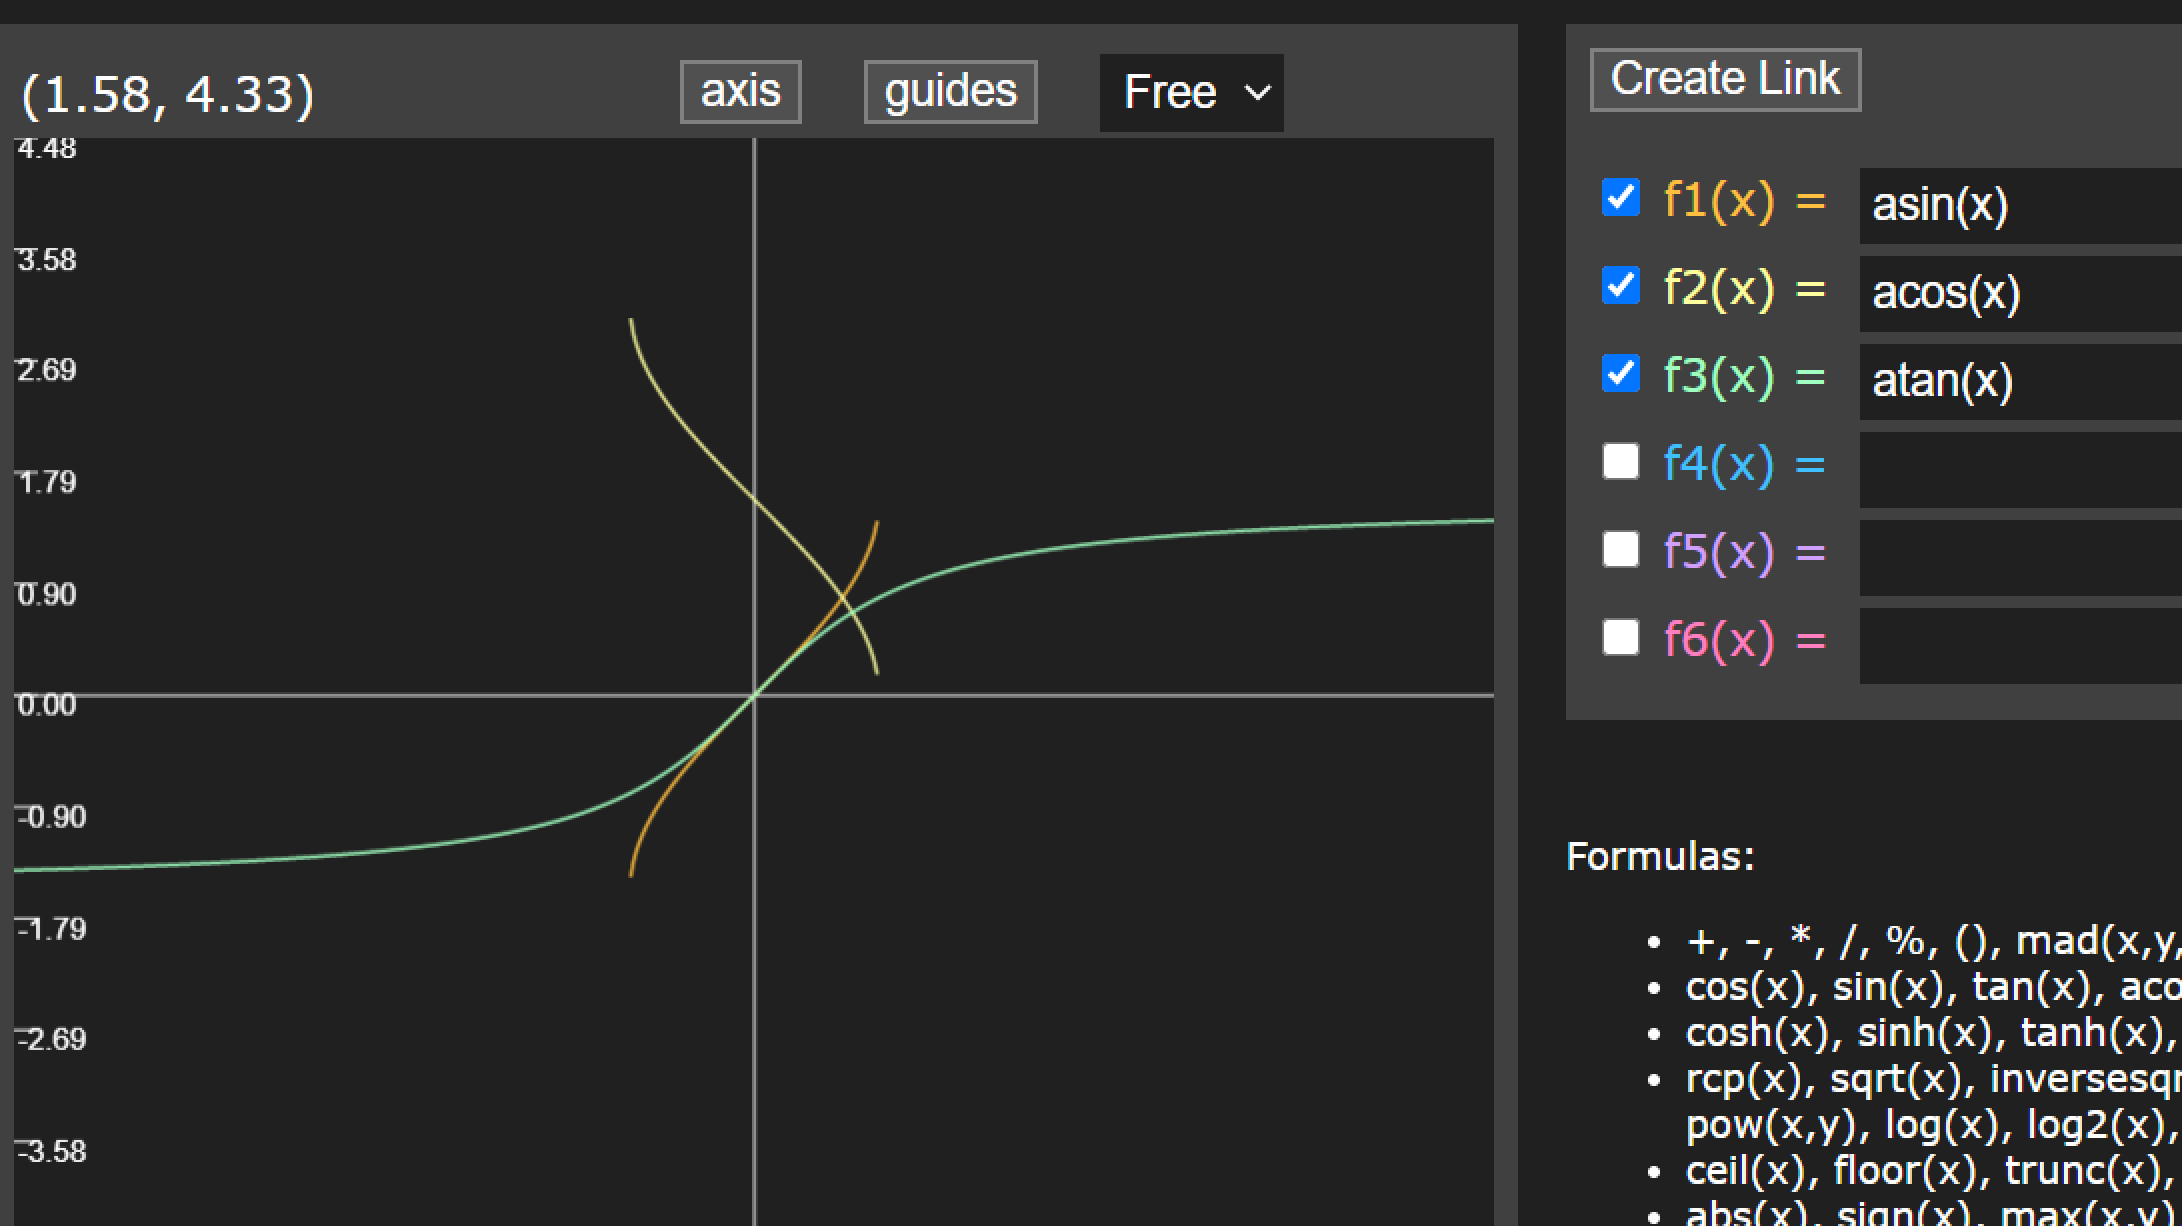 (1.58, 4.33)
axis
guides
Free
4.48
3.58
2.69
1.79
0.90
0.00
-0.90
-1.79
-2.69
-3.58
Create Link
f1(x) = asin(x)
f2(x) = acos(x)
f3(x) = atan(x)
f4(x) =
f5(x) =
f6(x) =
Formulas:
• +, -, *, /, %, (), mad(x,y,
• cos(x), sin(x), tan(x), aco
• cosh(x), sinh(x), tanh(x),
• rcp(x), sqrt(x), inversesqr
pow(x,y), log(x), log2(x),
• ceil(x), floor(x), trunc(x),
• abs(x), sign(x), max(x,y)